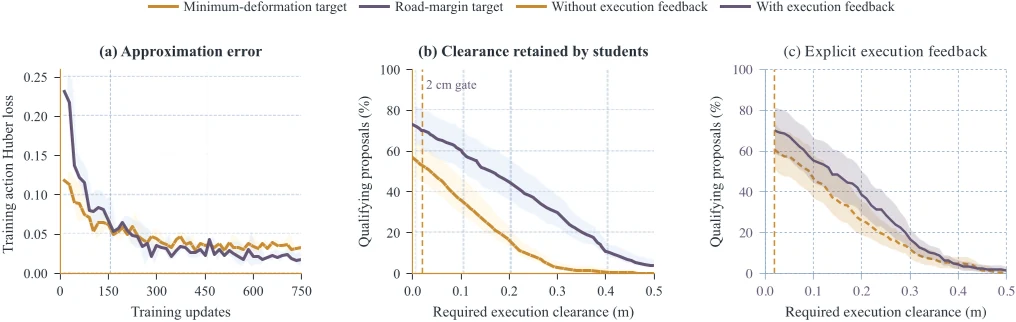 Minimum-deformation target Road-margin target Without execution feedback With execution feedback
(a) Approximation error
Training action Huber loss
0.25
0.20
0.15
0.10
0.05
0.00
0 150 300 450 600 750
Training updates
(b) Clearance retained by students
Qualifying proposals (%)
100
80
60
40
20
0
2 cm gate
0.0 0.1 0.2 0.3 0.4 0.5
Required execution clearance (m)
(c) Explicit execution feedback
Qualifying proposals (%)
100
80
60
40
20
0
0.0 0.1 0.2 0.3 0.4 0.5
Required execution clearance (m)